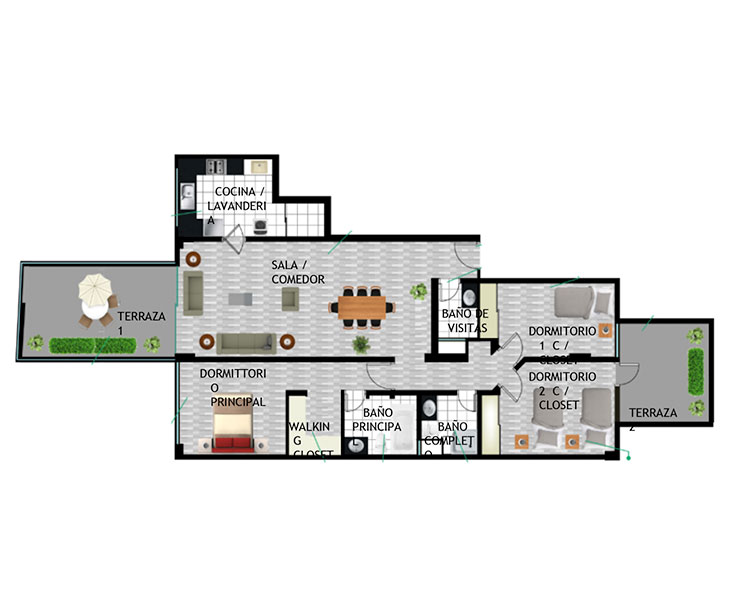 COCINA /
LAVANDERI
A
SALA /
COMEDOR
TERRAZA
1
BAÑO DE
VISITAS
DORMITORIO
1 C /
CLOSET
DORMITTORI
O
PRINCIPAL
DORMITORIO
2 C /
CLOSET
TERRAZA
2
WALKIN
G
CLOSET
BAÑO
PRINCIPA
L
BAÑO
COMPLET
O